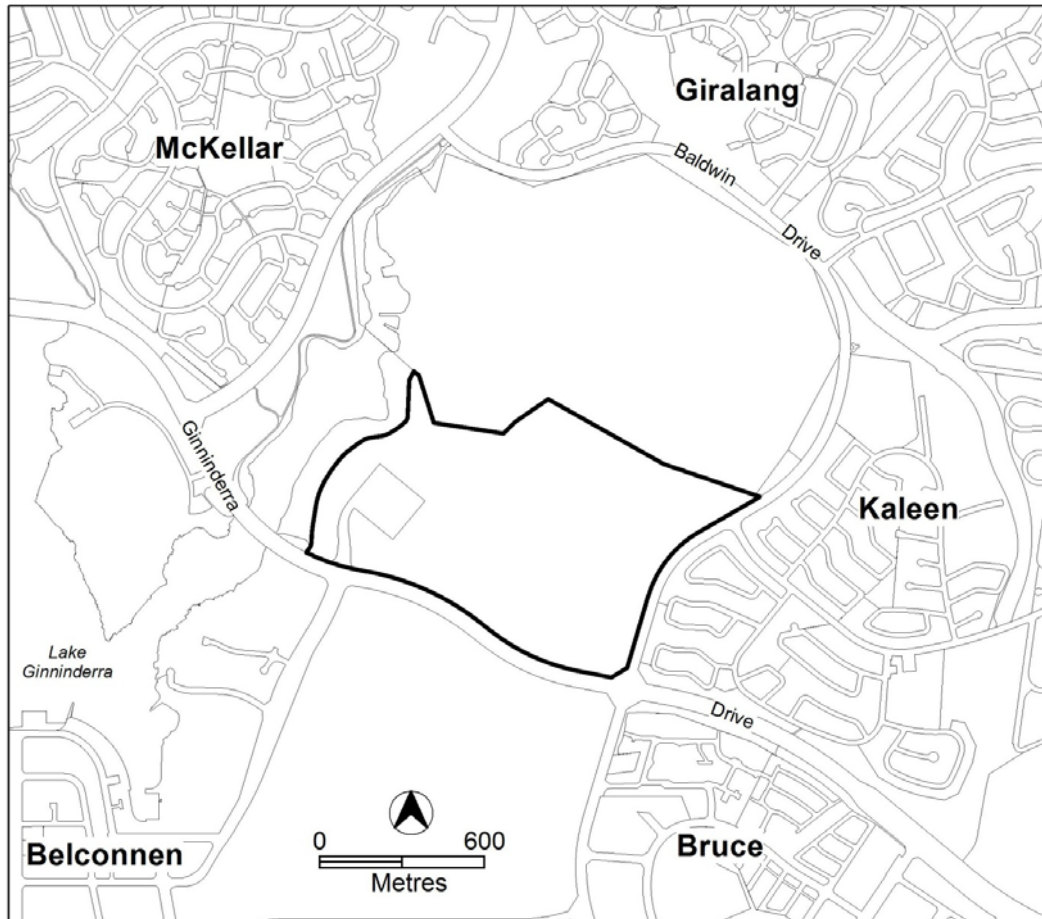 Giralang
McKellar
Baldwin
Drive
Ginninderra
Kaleen
Lake
Ginninderra
Drive
Belconnen
0 600
Metres
Bruce